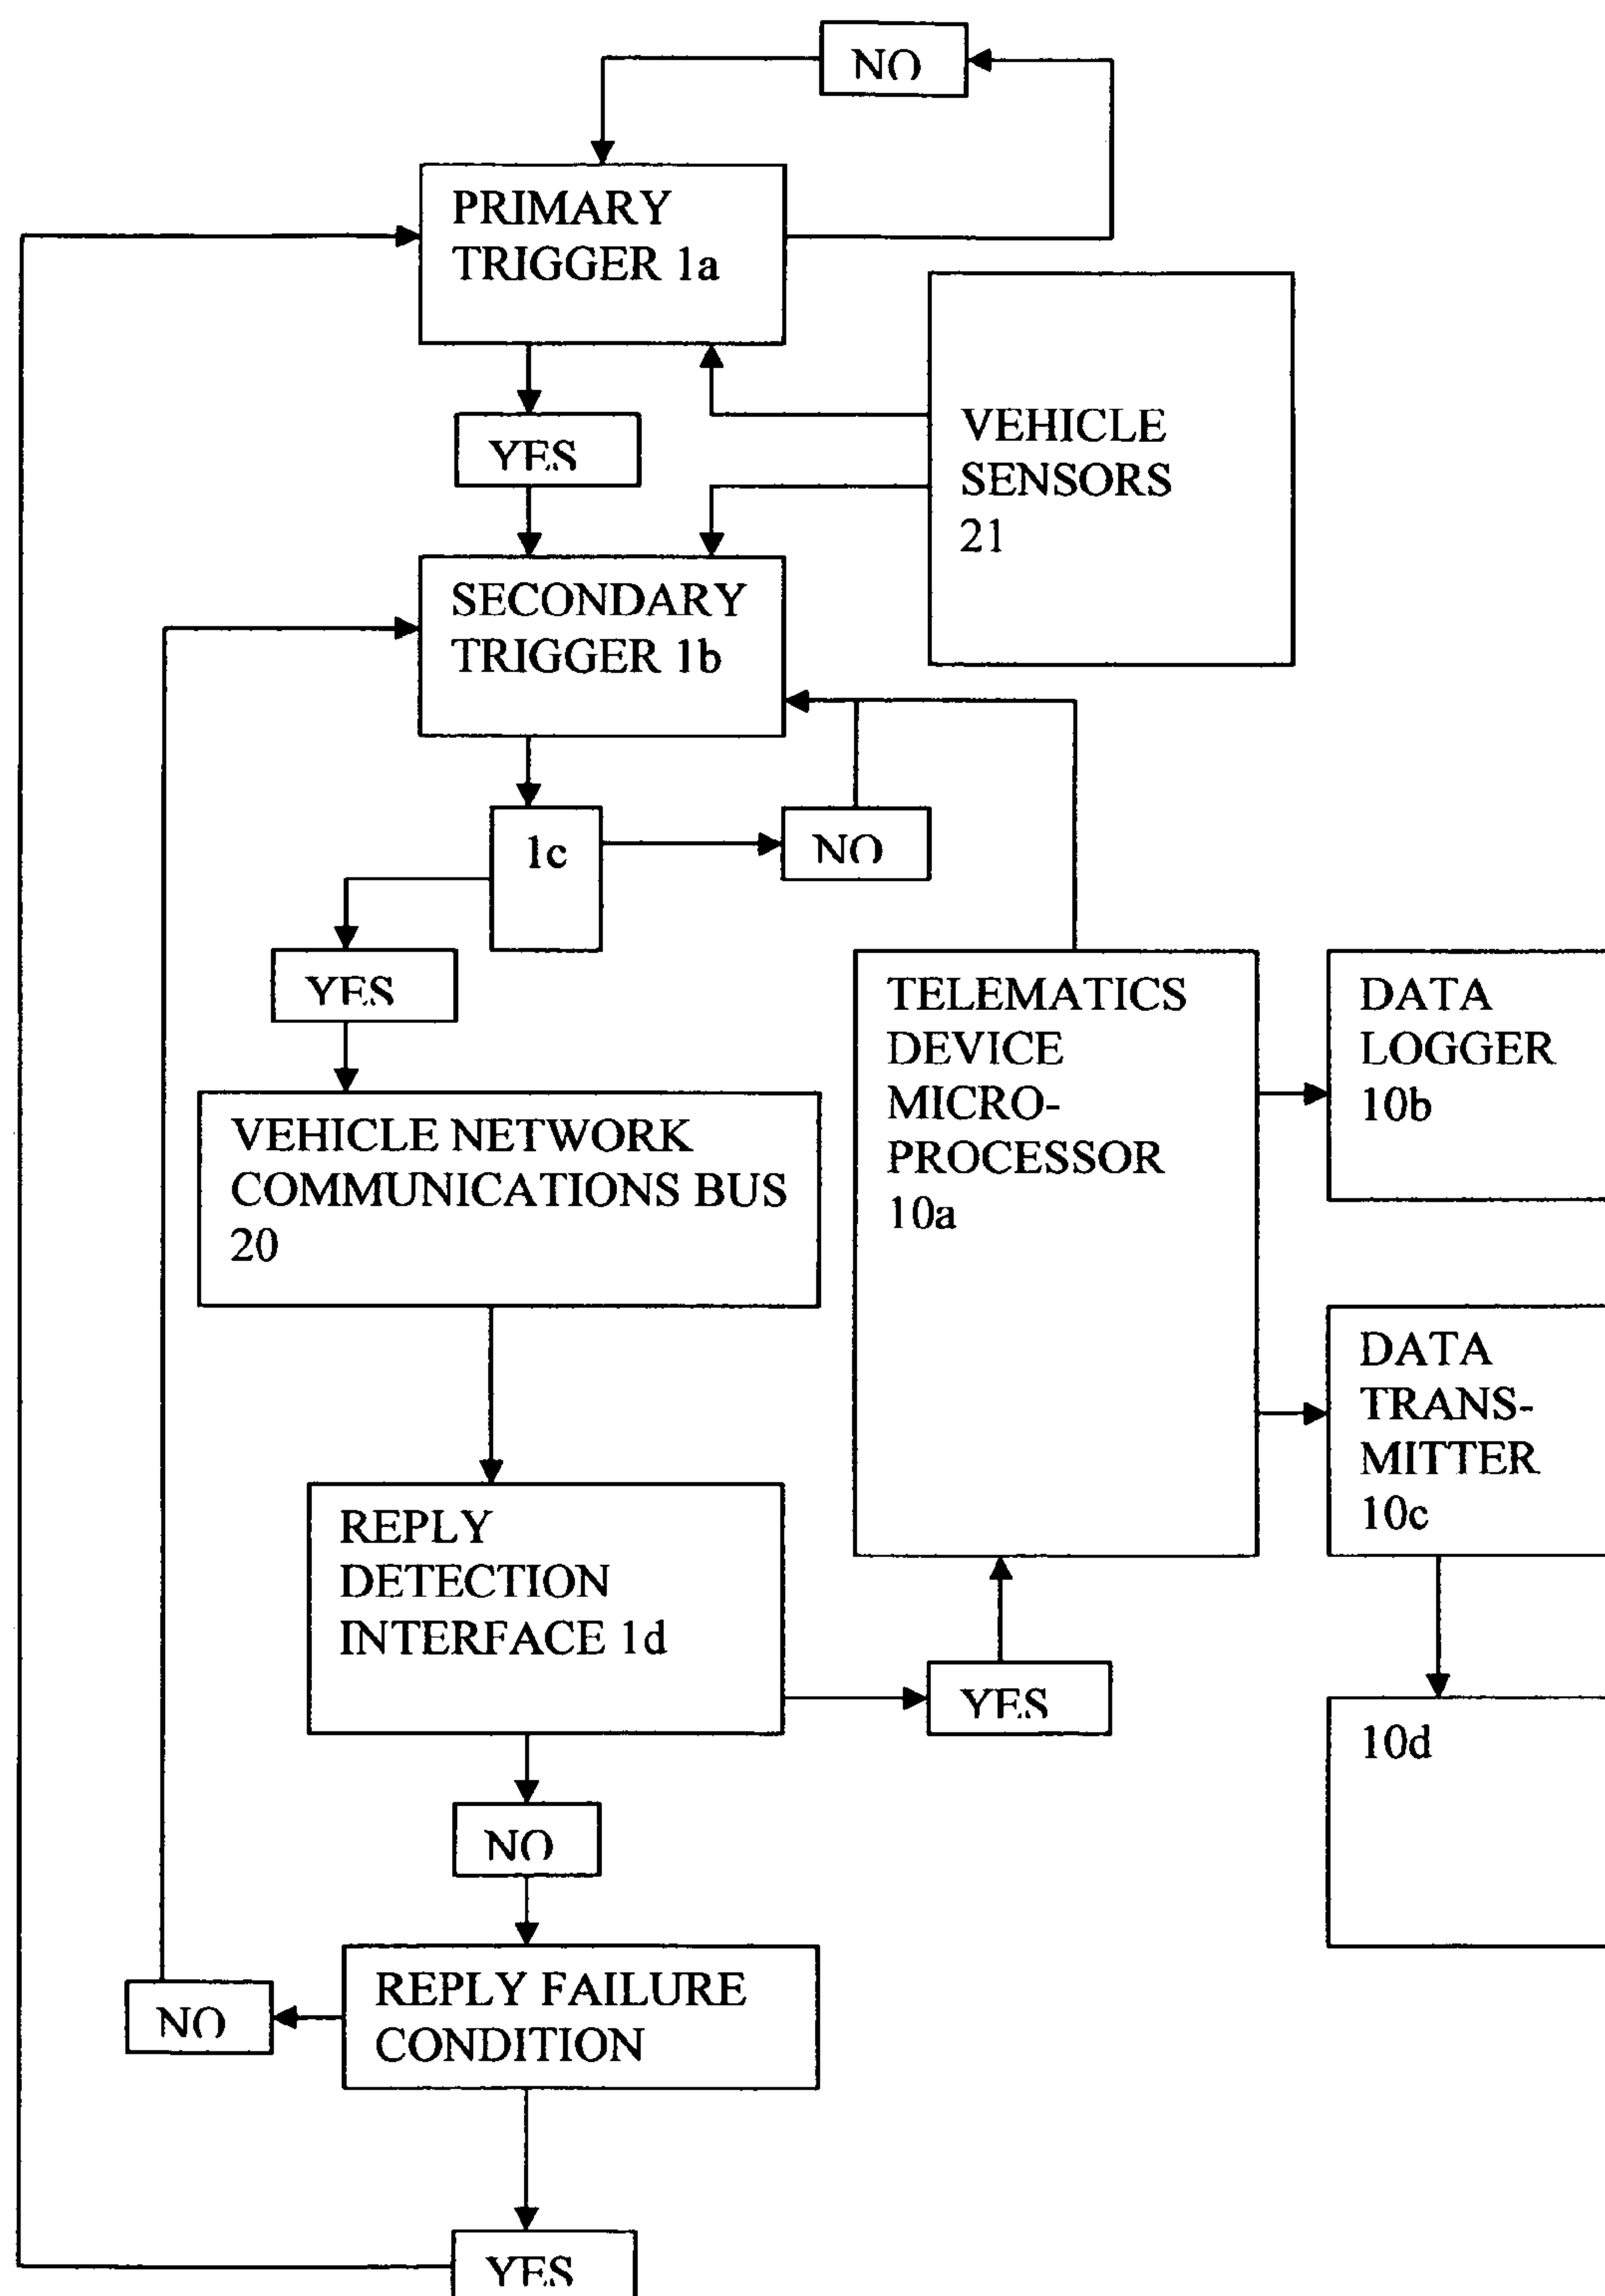 NO
PRIMARY
TRIGGER 1a
VEHICLE
SENSORS
21
YES
SECONDARY
TRIGGER 1b
1c
NO
YES
TELEMATICS
DEVICE
MICRO-
PROCESSOR
10a
DATA
LOGGER
10b
VEHICLE NETWORK
COMMUNICATIONS BUS
20
DATA
TRANS-
MITTER
10c
REPLY
DETECTION
INTERFACE 1d
YES
10d
NO
REPLY FAILURE
CONDITION
NO
YES